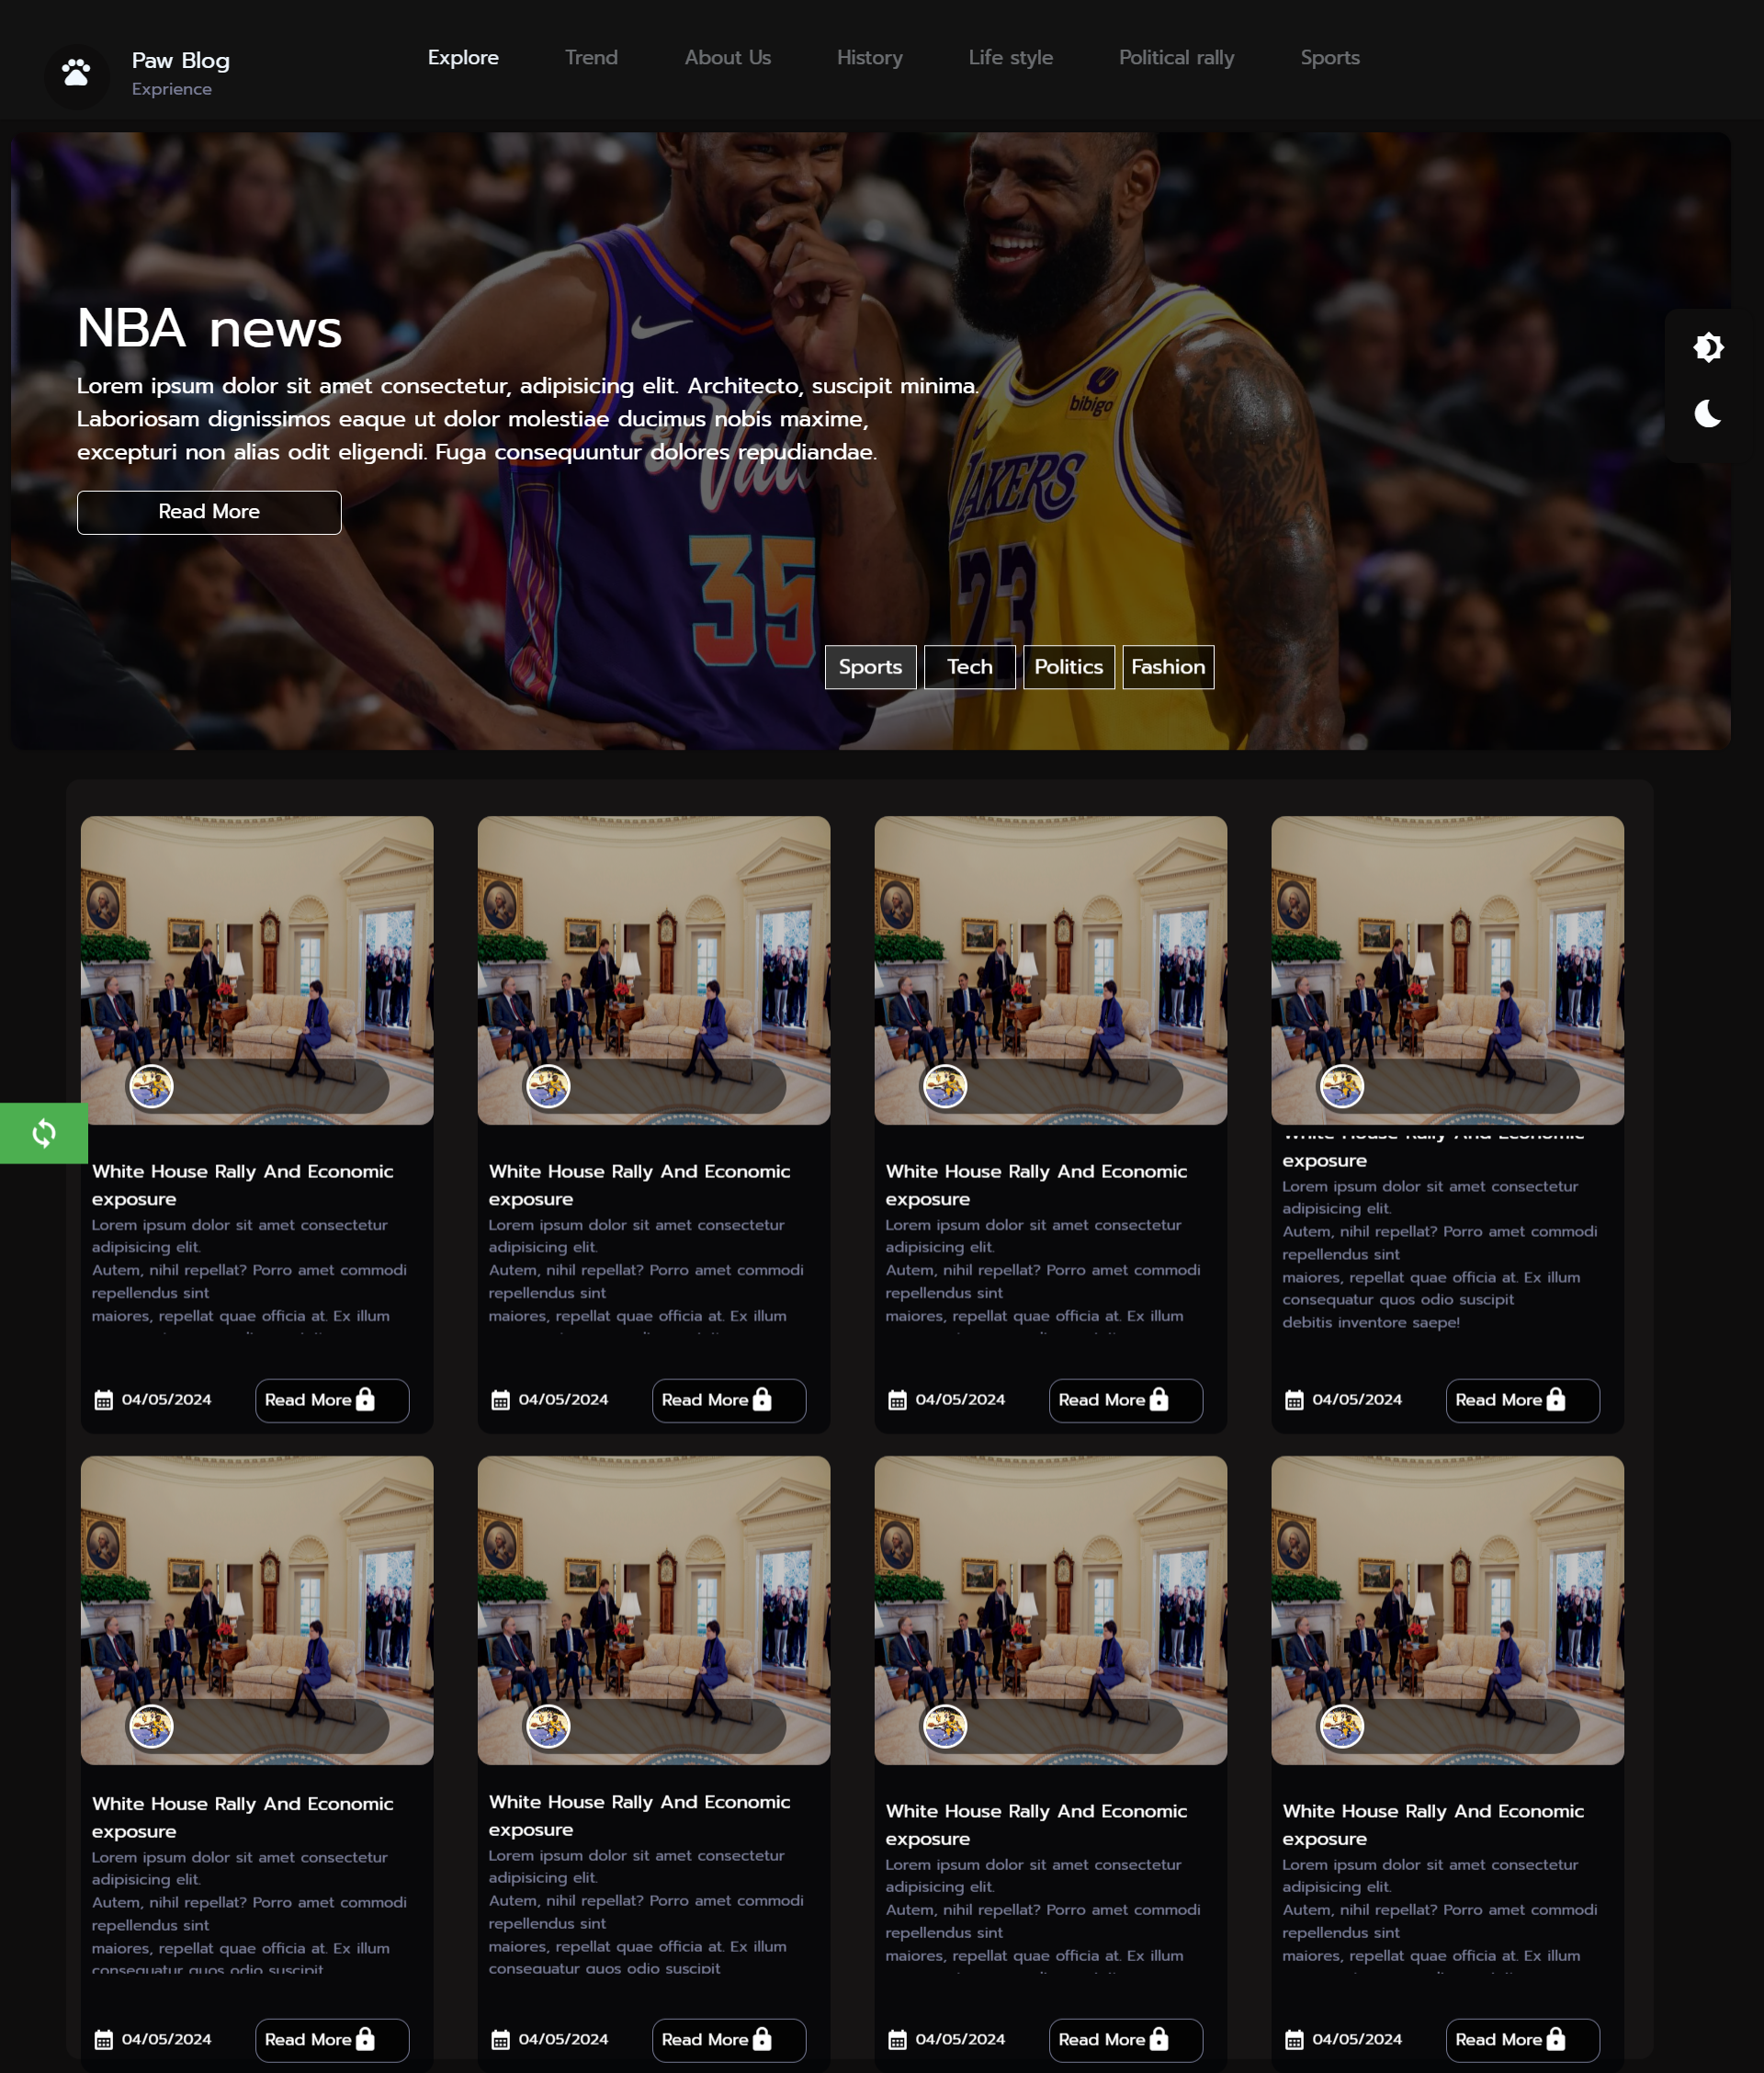 Paw Blog
Exprience
Explore Trend About Us History Life style Political rally Sports
NBA news
Lorem ipsum dolor sit amet consectetur, adipisicing elit. Architecto, suscipit minima.
Laboriosam dignissimos eaque ut dolor molestiae ducimus nobis maxime,
excepturi non alias odit eligendi. Fuga consequuntur dolores repudiandae.
Read More
bibigo
LAKERS
35
23
Sports Tech Politics Fashion
White House Rally And Economic
exposure
Lorem ipsum dolor sit amet consectetur
adipisicing elit.
Autem, nihil repellat? Porro amet commodi
repellendus sint
maiores, repellat quae officia at. Ex illum
04/05/2024 Read More
White House Rally And Economic
exposure
Lorem ipsum dolor sit amet consectetur
adipisicing elit.
Autem, nihil repellat? Porro amet commodi
repellendus sint
maiores, repellat quae officia at. Ex illum
04/05/2024 Read More
White House Rally And Economic
exposure
Lorem ipsum dolor sit amet consectetur
adipisicing elit.
Autem, nihil repellat? Porro amet commodi
repellendus sint
maiores, repellat quae officia at. Ex illum
04/05/2024 Read More
White House Rally And Economic
exposure
Lorem ipsum dolor sit amet consectetur
adipisicing elit.
Autem, nihil repellat? Porro amet commodi
repellendus sint
maiores, repellat quae officia at. Ex illum
consequatur quos odio suscipit
debitis inventore saepe!
04/05/2024 Read More
White House Rally And Economic
exposure
Lorem ipsum dolor sit amet consectetur
adipisicing elit.
Autem, nihil repellat? Porro amet commodi
repellendus sint
maiores, repellat quae officia at. Ex illum
consequatur quos odio suscipit
04/05/2024 Read More
White House Rally And Economic
exposure
Lorem ipsum dolor sit amet consectetur
adipisicing elit.
Autem, nihil repellat? Porro amet commodi
repellendus sint
maiores, repellat quae officia at. Ex illum
consequatur quos odio suscipit
04/05/2024 Read More
White House Rally And Economic
exposure
Lorem ipsum dolor sit amet consectetur
adipisicing elit.
Autem, nihil repellat? Porro amet commodi
repellendus sint
maiores, repellat quae officia at. Ex illum
04/05/2024 Read More
White House Rally And Economic
exposure
Lorem ipsum dolor sit amet consectetur
adipisicing elit.
Autem, nihil repellat? Porro amet commodi
repellendus sint
maiores, repellat quae officia at. Ex illum
04/05/2024 Read More